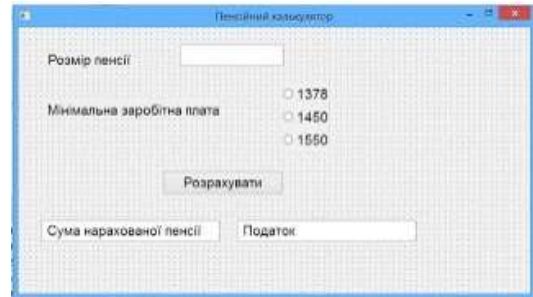 Пенсійний калькулятор
Розмір пенсії
1378
Мінімальна заробітна плата
1450
1550
Розрахувати
Сума нарахованої пенсії
Податок